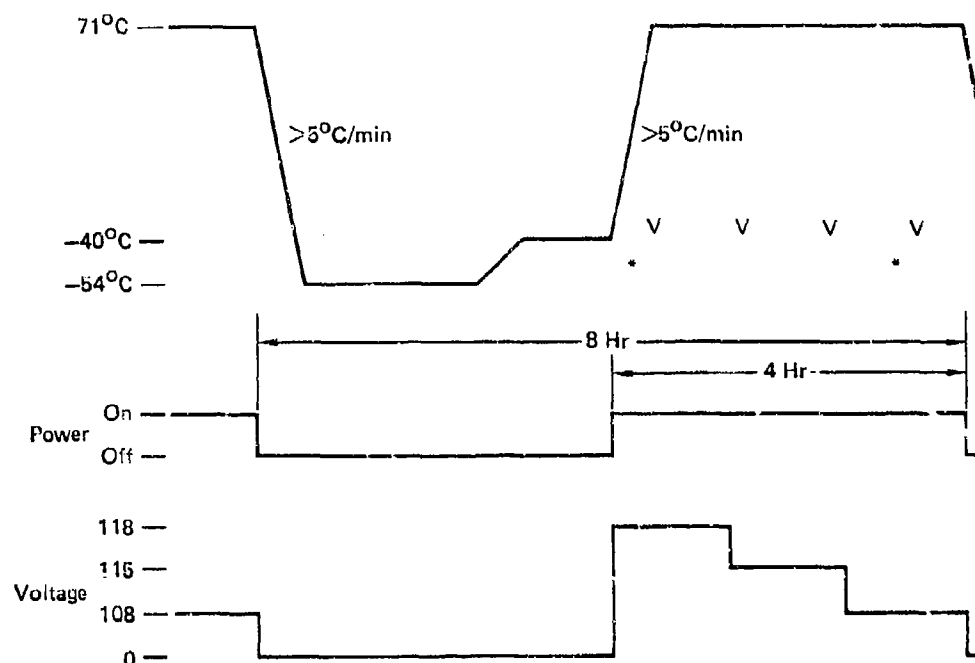 71°C
>5°C/min
>5°C/min
V V V V
-40°C
* *
-54°C
8 Hr
4 Hr
On
Power
Off
118
115
Voltage
108
0